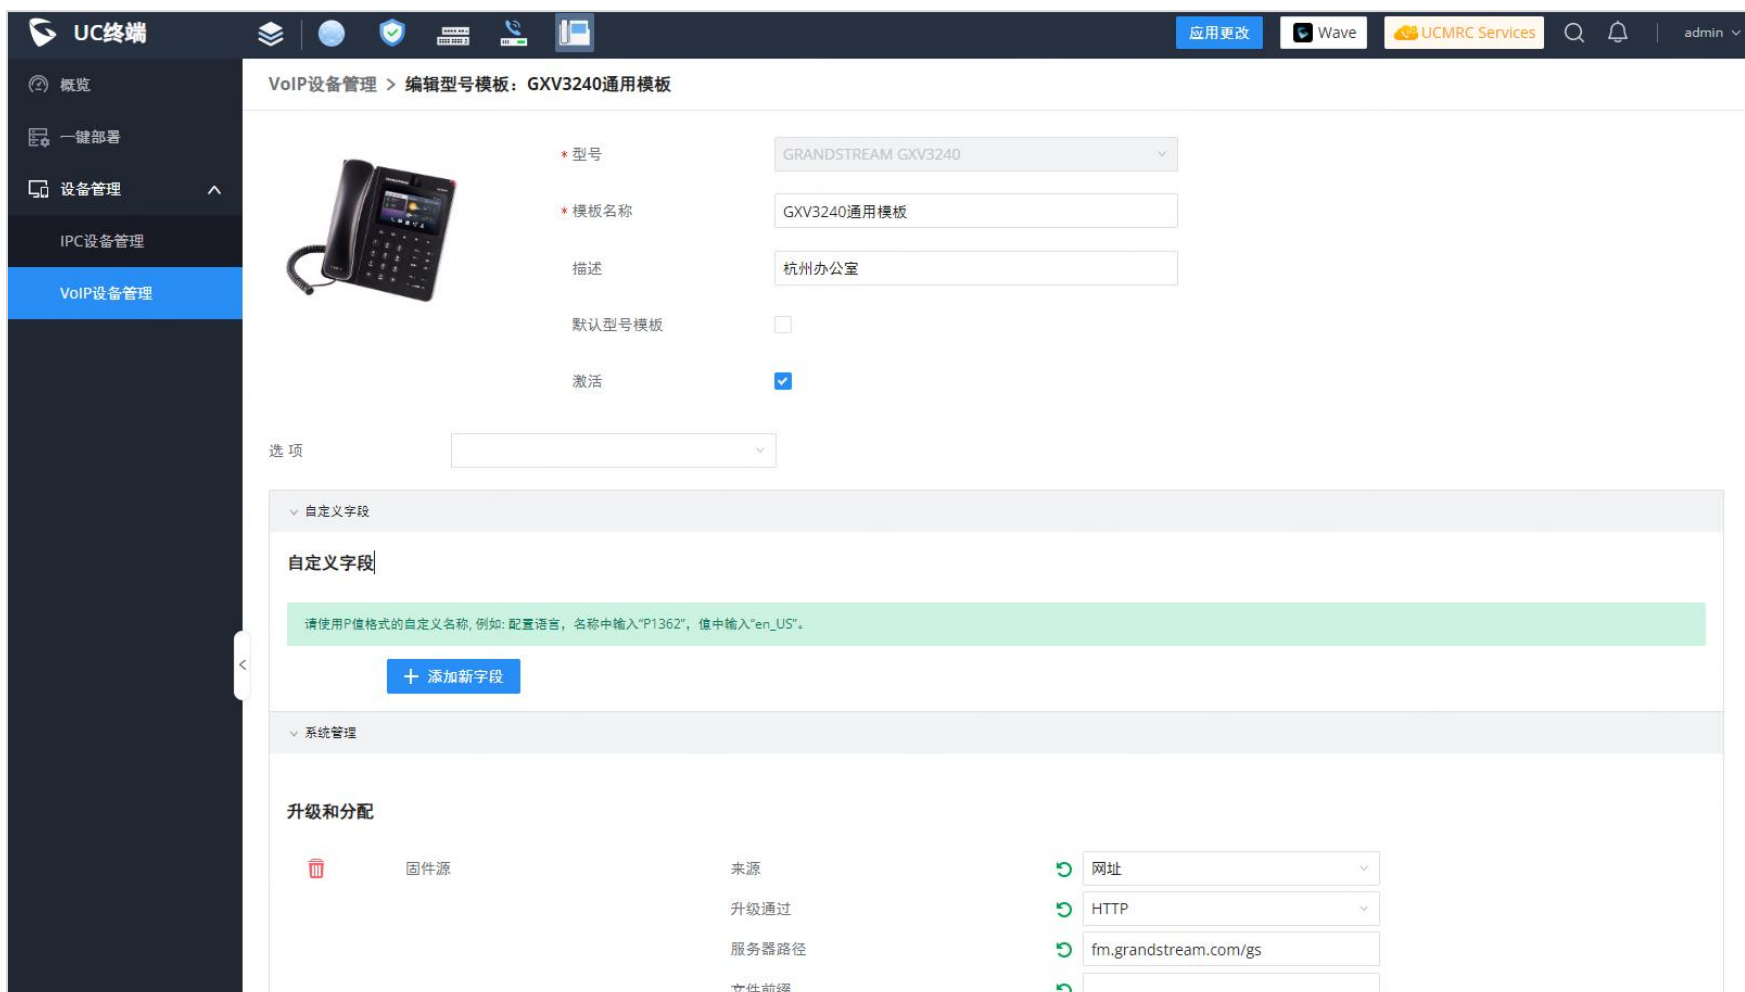 UC终端
应用更改
Wave
UCMRC Services
admin
概览
一键部署
设备管理
IPC设备管理
VoIP设备管理
VoIP设备管理 > 编辑型号模板：GXV3240通用模板
* 型号 GRANDSTREAM GXV3240
* 模板名称 GXV3240通用模板
描述 杭州办公室
默认型号模板
激活
选 项
自定义字段
自定义字段
请使用P值格式的自定义名称, 例如: 配置语言，名称中输入“P1362”，值中输入“en_US”。
+ 添加新字段
系统管理
升级和分配
固件源 来源 网址
升级通过 HTTP
服务器路径 fm.grandstream.com/gs
文件前缀